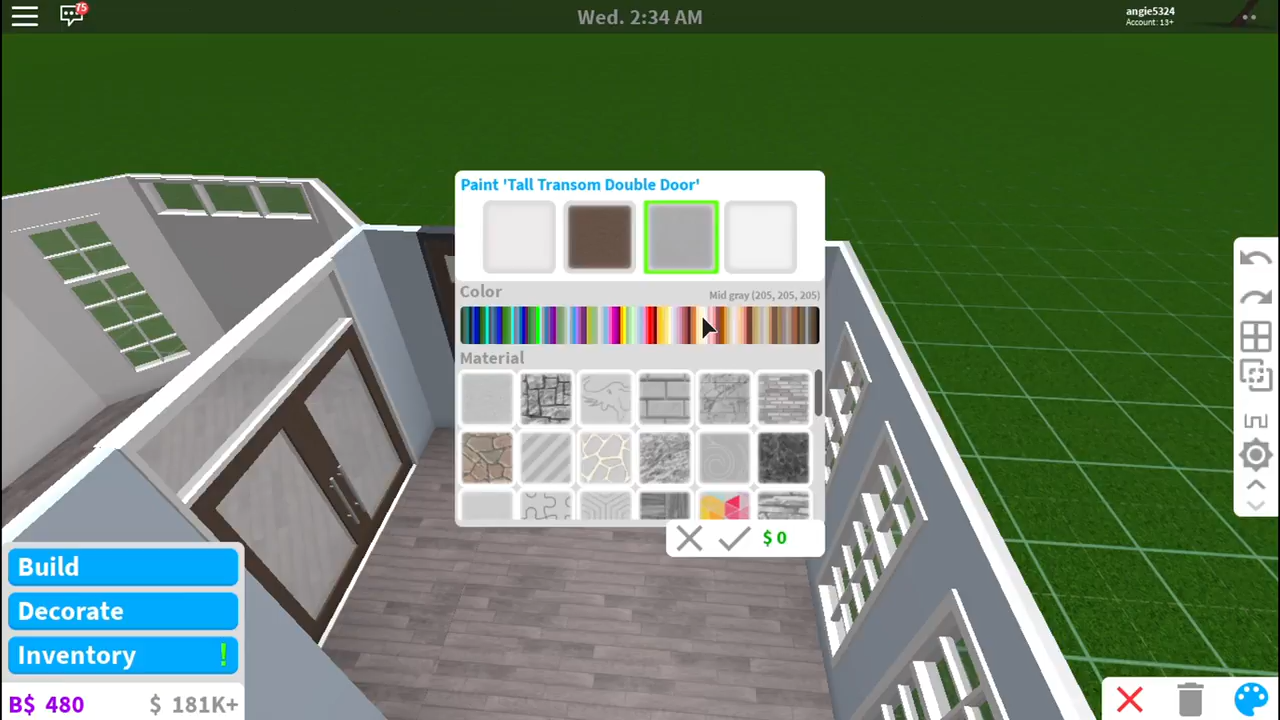 75
Wed. 2:34 AM
angie5324
Account: 13+
Paint 'Tall Transom Double Door'
Color
Mid gray (205, 205, 205)
Material
$ 0
Build
Decorate
Inventory !
B$ 480
$ 181K+